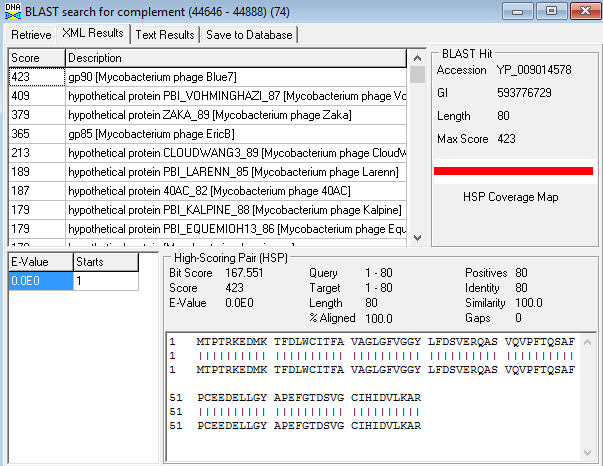 DNA
BLAST search for complement (44646 - 44888) (74)
Retrieve XML Results Text Results Save to Database
Score Description
423 gp90 [Mycobacterium phage Blue7]
409 hypothetical protein PBI_VOHMINGHAZI_87 [Mycobacterium phage Vo
379 hypothetical protein ZAKA_89 [Mycobacterium phage Zaka]
365 gp85 [Mycobacterium phage EricB]
213 hypothetical protein CLOUDWANG3_89 [Mycobacterium phage CloudW
189 hypothetical protein PBI_LARENN_85 [Mycobacterium phage Larenn]
187 hypothetical protein 40AC_82 [Mycobacterium phage 40AC]
179 hypothetical protein PBI_KALPINE_88 [Mycobacterium phage Kalpine]
179 hypothetical protein PBI_EQUEMIOH13_86 [Mycobacterium phage Equ
BLAST Hit
Accession YP_009014578
GI 593776729
Length 80
Max Score 423
HSP Coverage Map
E-Value Starts
0.0E0 1
High-Scoring Pair (HSP)
Bit Score 167.551 Query 1 - 80 Positives 80
Score 423 Target 1 - 80 Identity 80
E-Value 0.0E0 Length 80 Similarity 100.0
% Aligned 100.0 Gaps 0
1 MTPTRKEDMK TFDLWCITFA VAGLGFVGGY LFDSVERQAS VQVPFTQSAF
1 |||||||||| |||||||||| |||||||||| |||||||||| ||||||||||
1 MTPTRKEDMK TFDLWCITFA VAGLGFVGGY LFDSVERQAS VQVPFTQSAF
51 PCEEDELLGY APEFGTDSVG CIHIDVLKAR
51 |||||||||| |||||||||| ||||||||||
51 PCEEDELLGY APEFGTDSVG CIHIDVLKAR